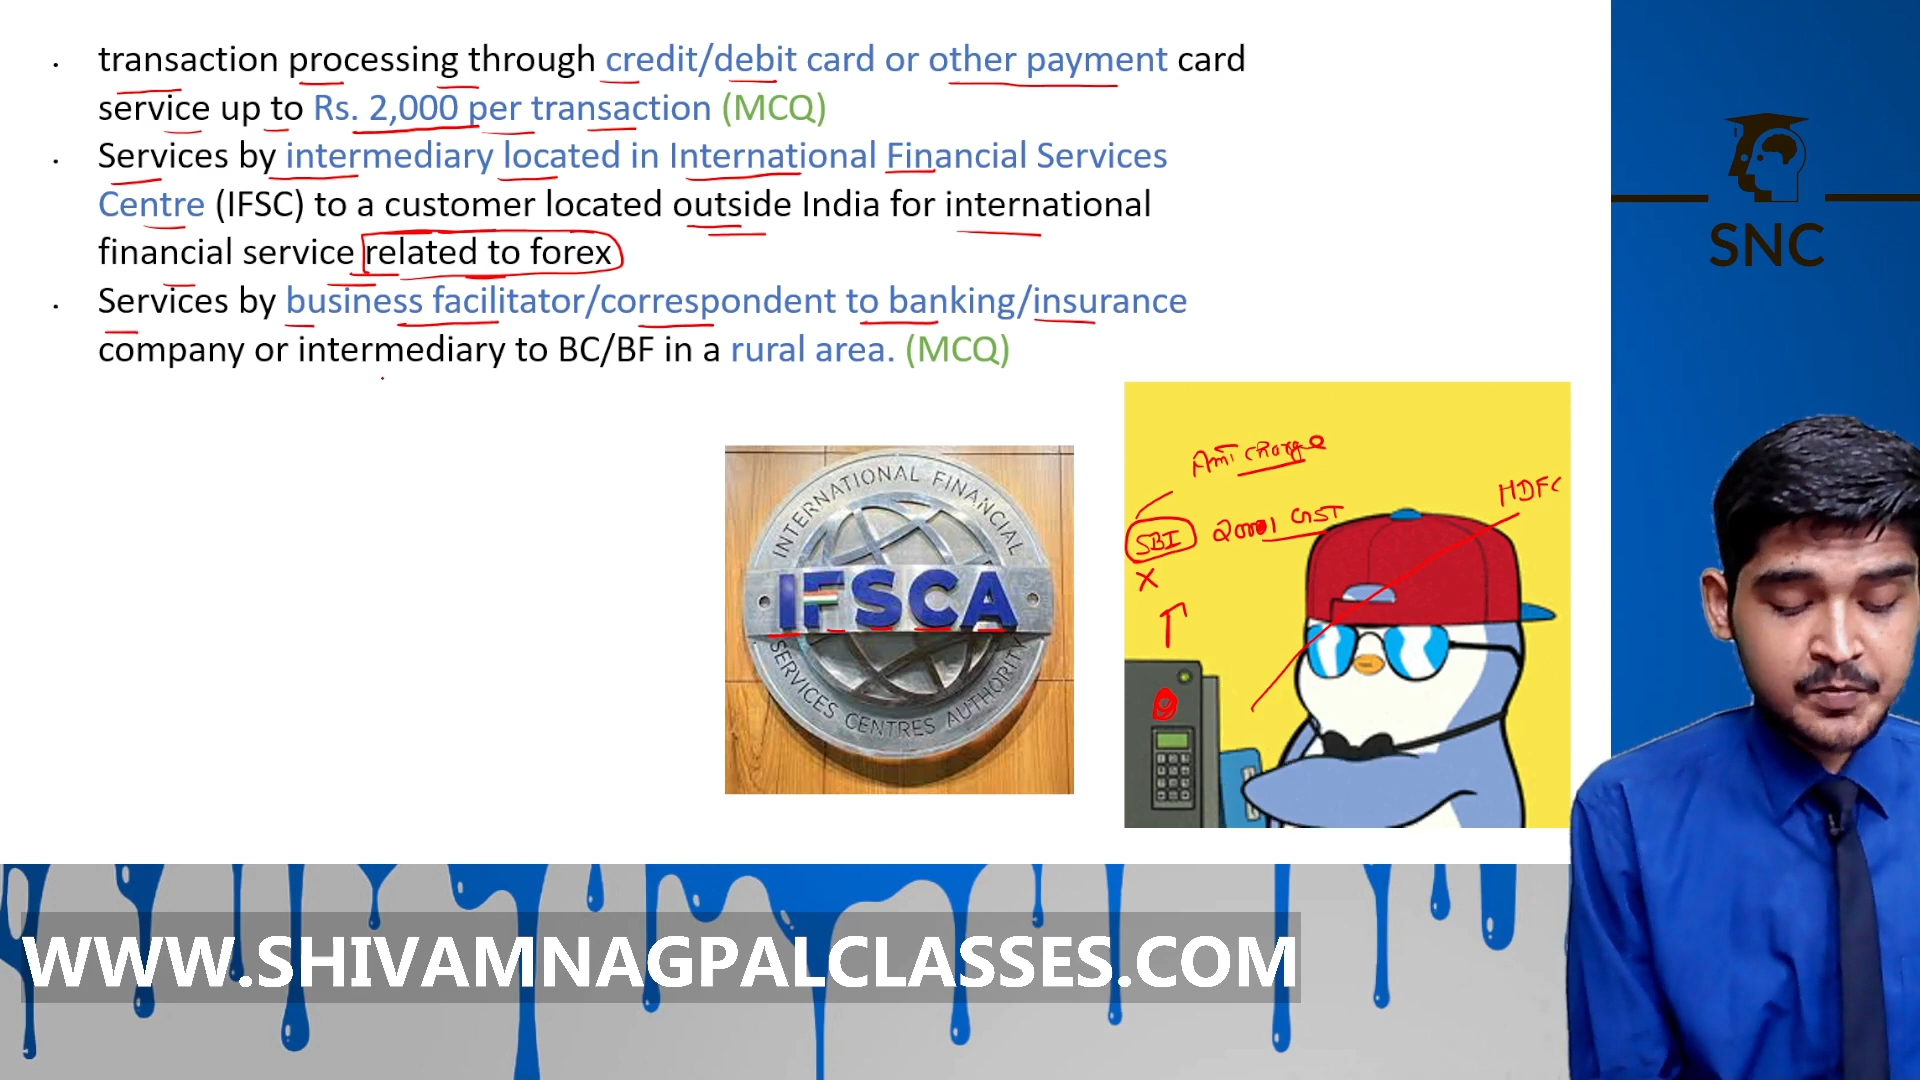 transaction processing through credit/debit card or other payment card
service up to Rs. 2,000 per transaction (MCQ)
Services by intermediary located in International Financial Services
Centre (IFSC) to a customer located outside India for international
financial service related to forex
Services by business facilitator/correspondent to banking/insurance
company or intermediary to BC/BF in a rural area. (MCQ)
SNC
INTERNATIONAL FINANCIAL
IFSCA
SERVICES CENTRES AUTHORITY
charge
HDFC
SBI
GST
WWW.SHIVAMNAGPALCLASSES.COM